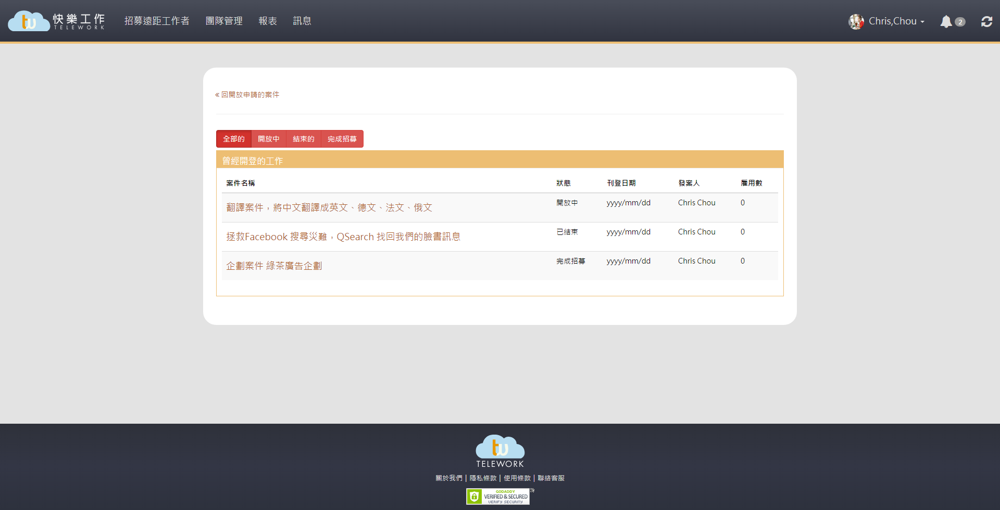 tw 快樂工作 招募遠距工作者 團隊管理 報表 訊息 Chris,Chou 2
TELEWORK
« 回開放申請的案件
全部的 開放中 結束的 完成招募
曾經開登的工作
案件名稱 狀態 刊登日期 發案人 雇用數
翻譯案件，將中文翻譯成英文、德文、法文、俄文 開放中 yyyy/mm/dd Chris Chou 0
拯救Facebook 搜尋災難，QSearch 找回我們的臉書訊息 已結束 yyyy/mm/dd Chris Chou 0
企劃案件 綠茶廣告企劃 完成招募 yyyy/mm/dd Chris Chou 0
tw
TELEWORK
關於我們 | 隱私條款 | 使用條款 | 聯絡客服
GODADDY
VERIFIED & SECURED
VERIFY SECURITY